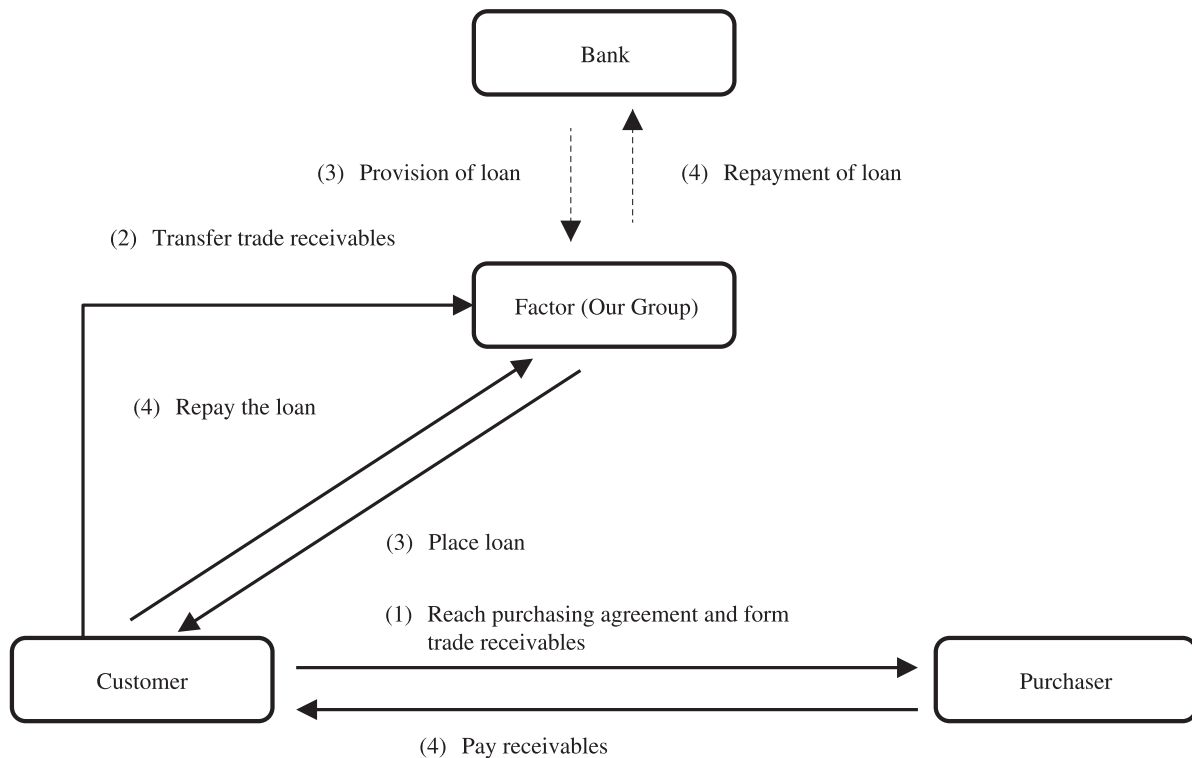 Bank
(3) Provision of loan
(4) Repayment of loan
(2) Transfer trade receivables
Factor (Our Group)
(4) Repay the loan
(3) Place loan
(1) Reach purchasing agreement and form
trade receivables
Customer
Purchaser
(4) Pay receivables